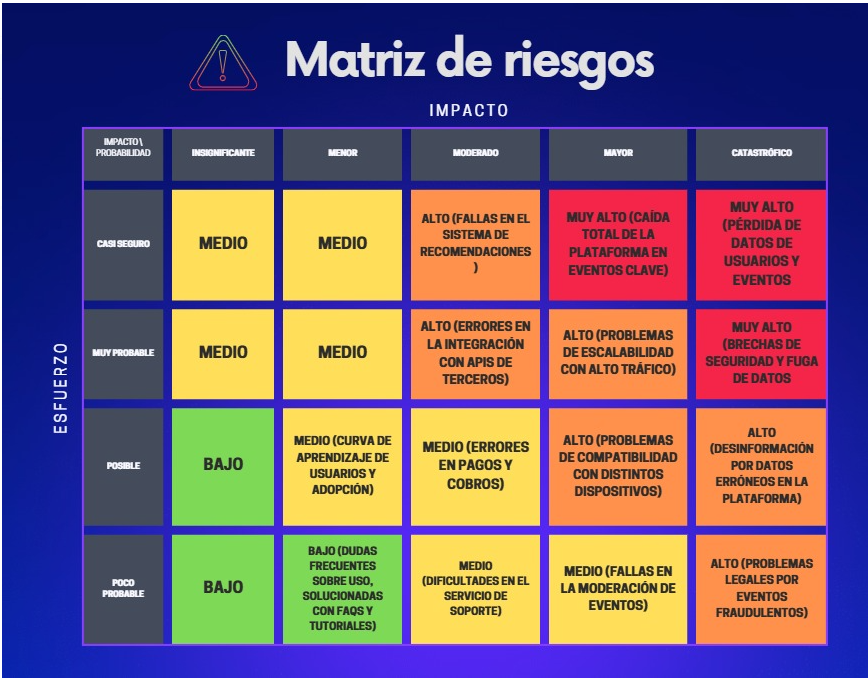 Matriz de riesgos
IMPACTO
ESFUERZO
IMPACTO \
PROBABILIDAD
INSIGNIFICANTE
MENOR
MODERADO
MAYOR
CATASTRÓFICO
CASI SEGURO
MEDIO
MEDIO
ALTO (FALLAS EN EL
SISTEMA DE
RECOMENDACIONES
)
MUY ALTO (CAÍDA
TOTAL DE LA
PLATAFORMA EN
EVENTOS CLAVE)
MUY ALTO
(PÉRDIDA DE
DATOS DE
USUARIOS Y
EVENTOS
MUY PROBABLE
MEDIO
MEDIO
ALTO (ERRORES EN
LA INTEGRACIÓN
CON APIS DE
TERCEROS)
ALTO (PROBLEMAS
DE ESCALABILIDAD
CON ALTO TRÁFICO)
MUY ALTO
(BRECHAS DE
SEGURIDAD Y FUGA
DE DATOS
POSIBLE
BAJO
MEDIO (CURVA DE
APRENDIZAJE DE
USUARIOS Y
ADOPCIÓN)
MEDIO (ERRORES
EN PAGOS Y
COBROS)
ALTO (PROBLEMAS
DE COMPATIBILIDAD
CON DISTINTOS
DISPOSITIVOS)
ALTO
(DESINFORMACIÓN
POR DATOS
ERRÓNEOS EN LA
PLATAFORMA)
POCO
PROBABLE
BAJO
BAJO (DUDAS
FRECUENTES
SOBRE USO,
SOLUCIONADAS
CON FAQS Y
TUTORIALES)
MEDIO
(DIFICULTADES EN EL
SERVICIO DE
SOPORTE)
MEDIO (FALLAS EN
LA MODERACIÓN DE
EVENTOS)
ALTO (PROBLEMAS
LEGALES POR
EVENTOS
FRAUDULENTOS)